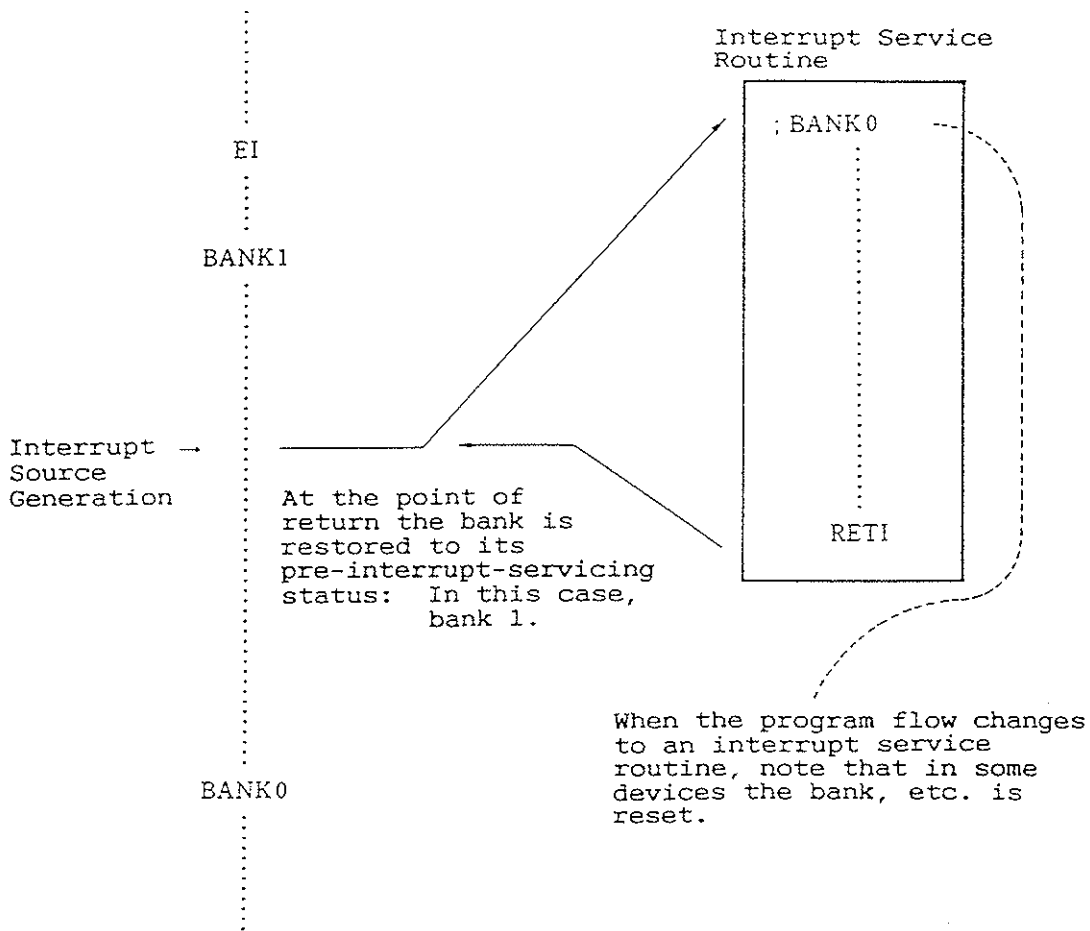 Interrupt Service
Routine
;BANK0
EI
BANK1
Interrupt →
Source
Generation
At the point of
return the bank is
restored to its
pre-interrupt-servicing
status: In this case,
bank 1.
RETI
When the program flow changes
to an interrupt service
routine, note that in some
devices the bank, etc. is
reset.
BANK0